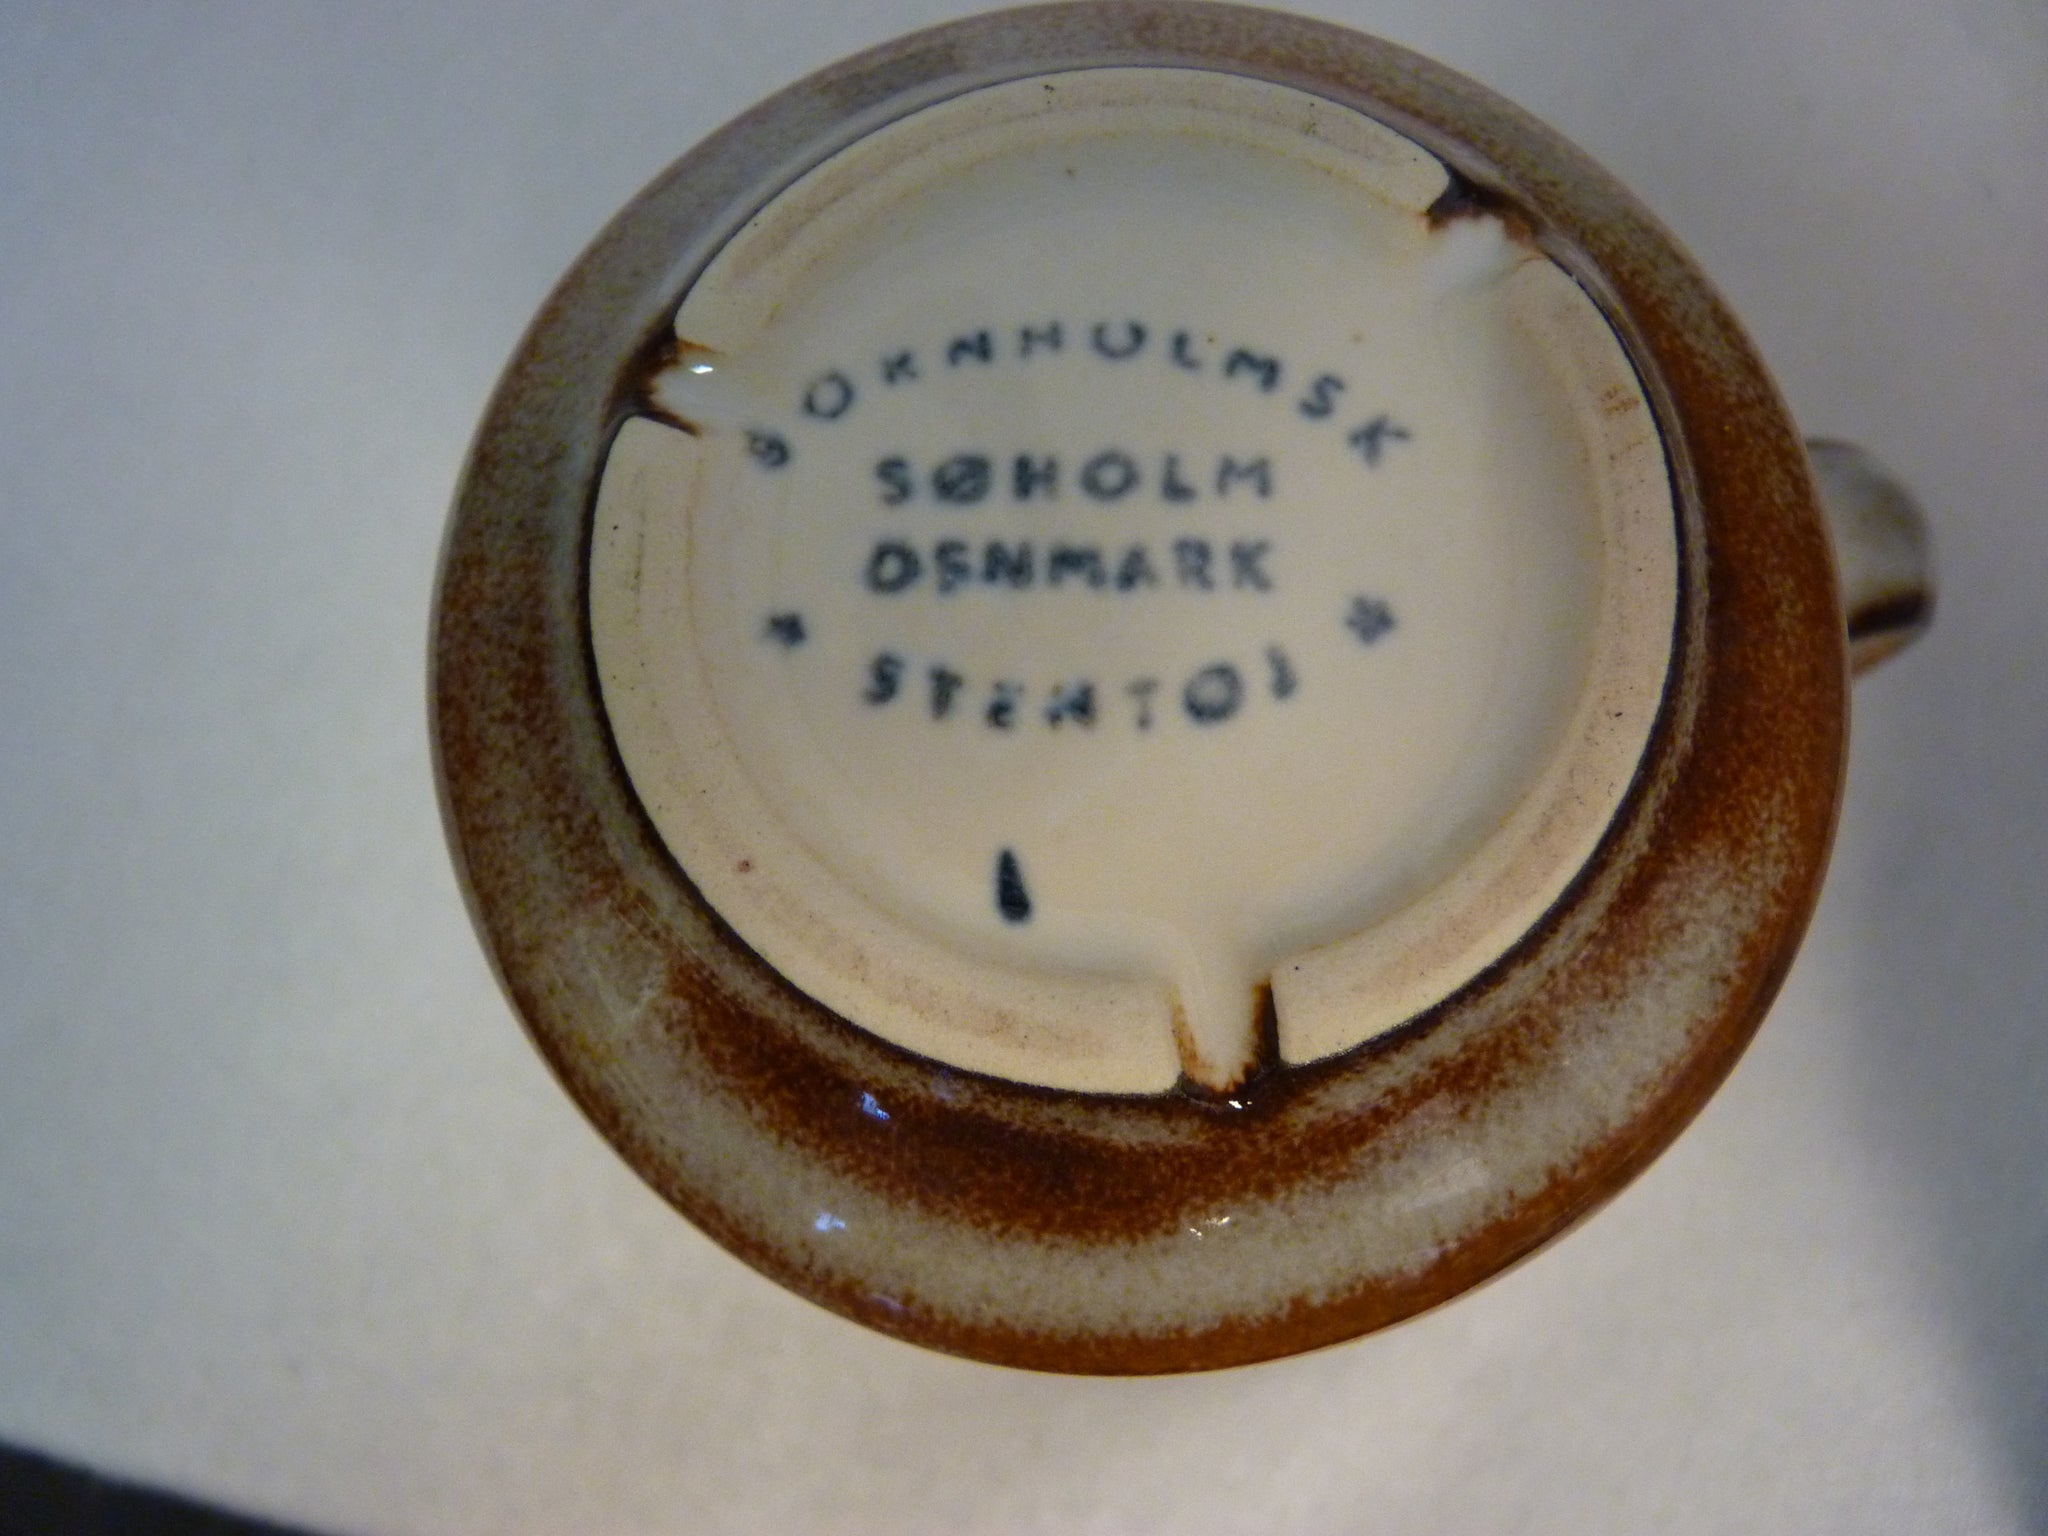 BORNHOLMSK
SØHOLM
DENMARK
* STENTØJ *